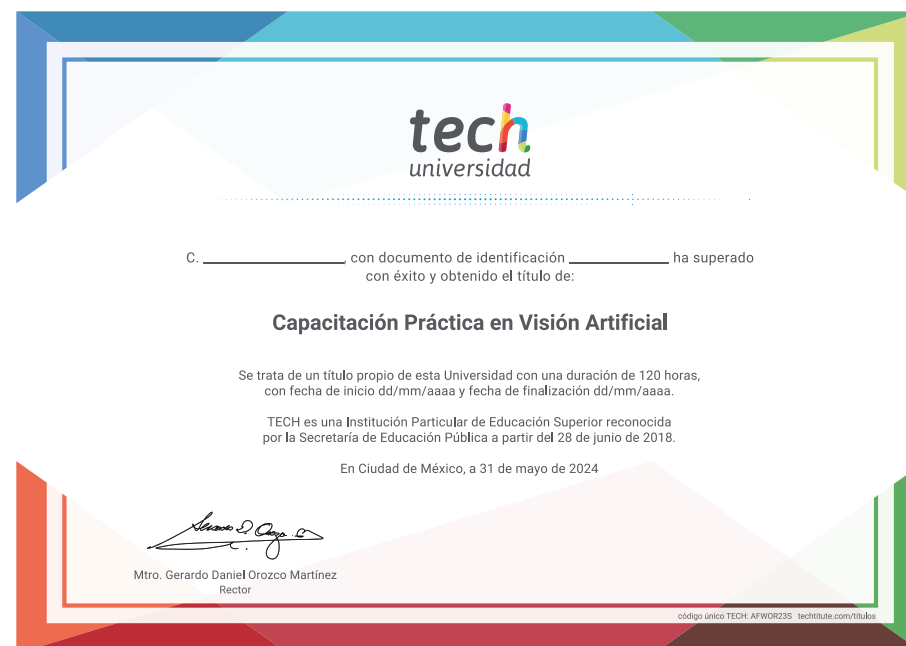 tech
universidad
C. ____________, con documento de identificación ____________ ha superado
con éxito y obtenido el título de:
Capacitación Práctica en Visión Artificial
Se trata de un título propio de esta Universidad con una duración de 120 horas,
con fecha de inicio dd/mm/aaaa y fecha de finalización dd/mm/aaaa.
TECH es una Institución Particular de Educación Superior reconocida
por la Secretaría de Educación Pública a partir del 28 de junio de 2018.
En Ciudad de México, a 31 de mayo de 2024
Mtro. Gerardo Daniel Orozco Martínez
Rector
código único TECH: AFWOR23S techtitute.com/titulos